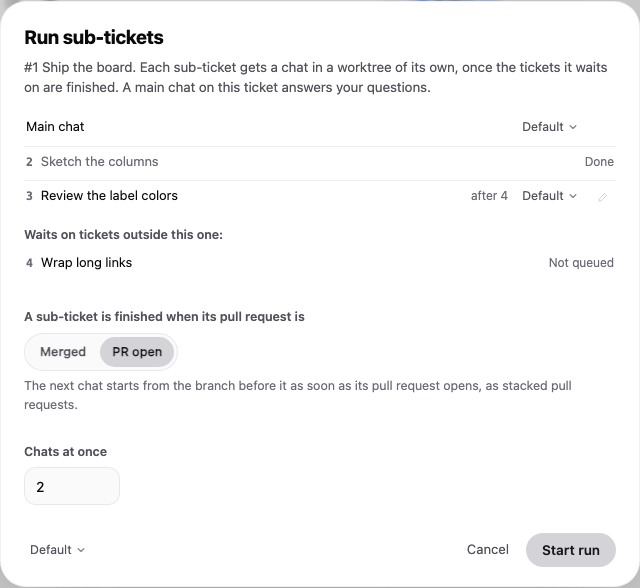 Run sub-tickets
#1 Ship the board. Each sub-ticket gets a chat in a worktree of its own, once the tickets it waits
on are finished. A main chat on this ticket answers your questions.
Main chat Default
2 Sketch the columns Done
3 Review the label colors after 4 Default
Waits on tickets outside this one:
4 Wrap long links Not queued
A sub-ticket is finished when its pull request is
Merged PR open
The next chat starts from the branch before it as soon as its pull request opens, as stacked pull
requests.
Chats at once
2
Default Cancel Start run